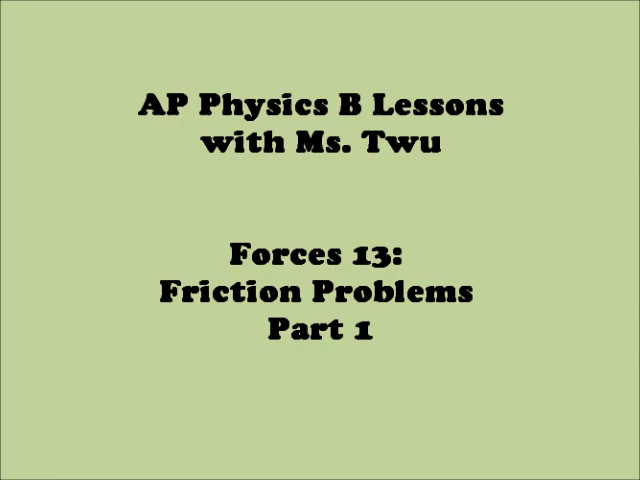 AP Physics B Lessons
with Ms. Twu
Forces 13:
Friction Problems
Part 1